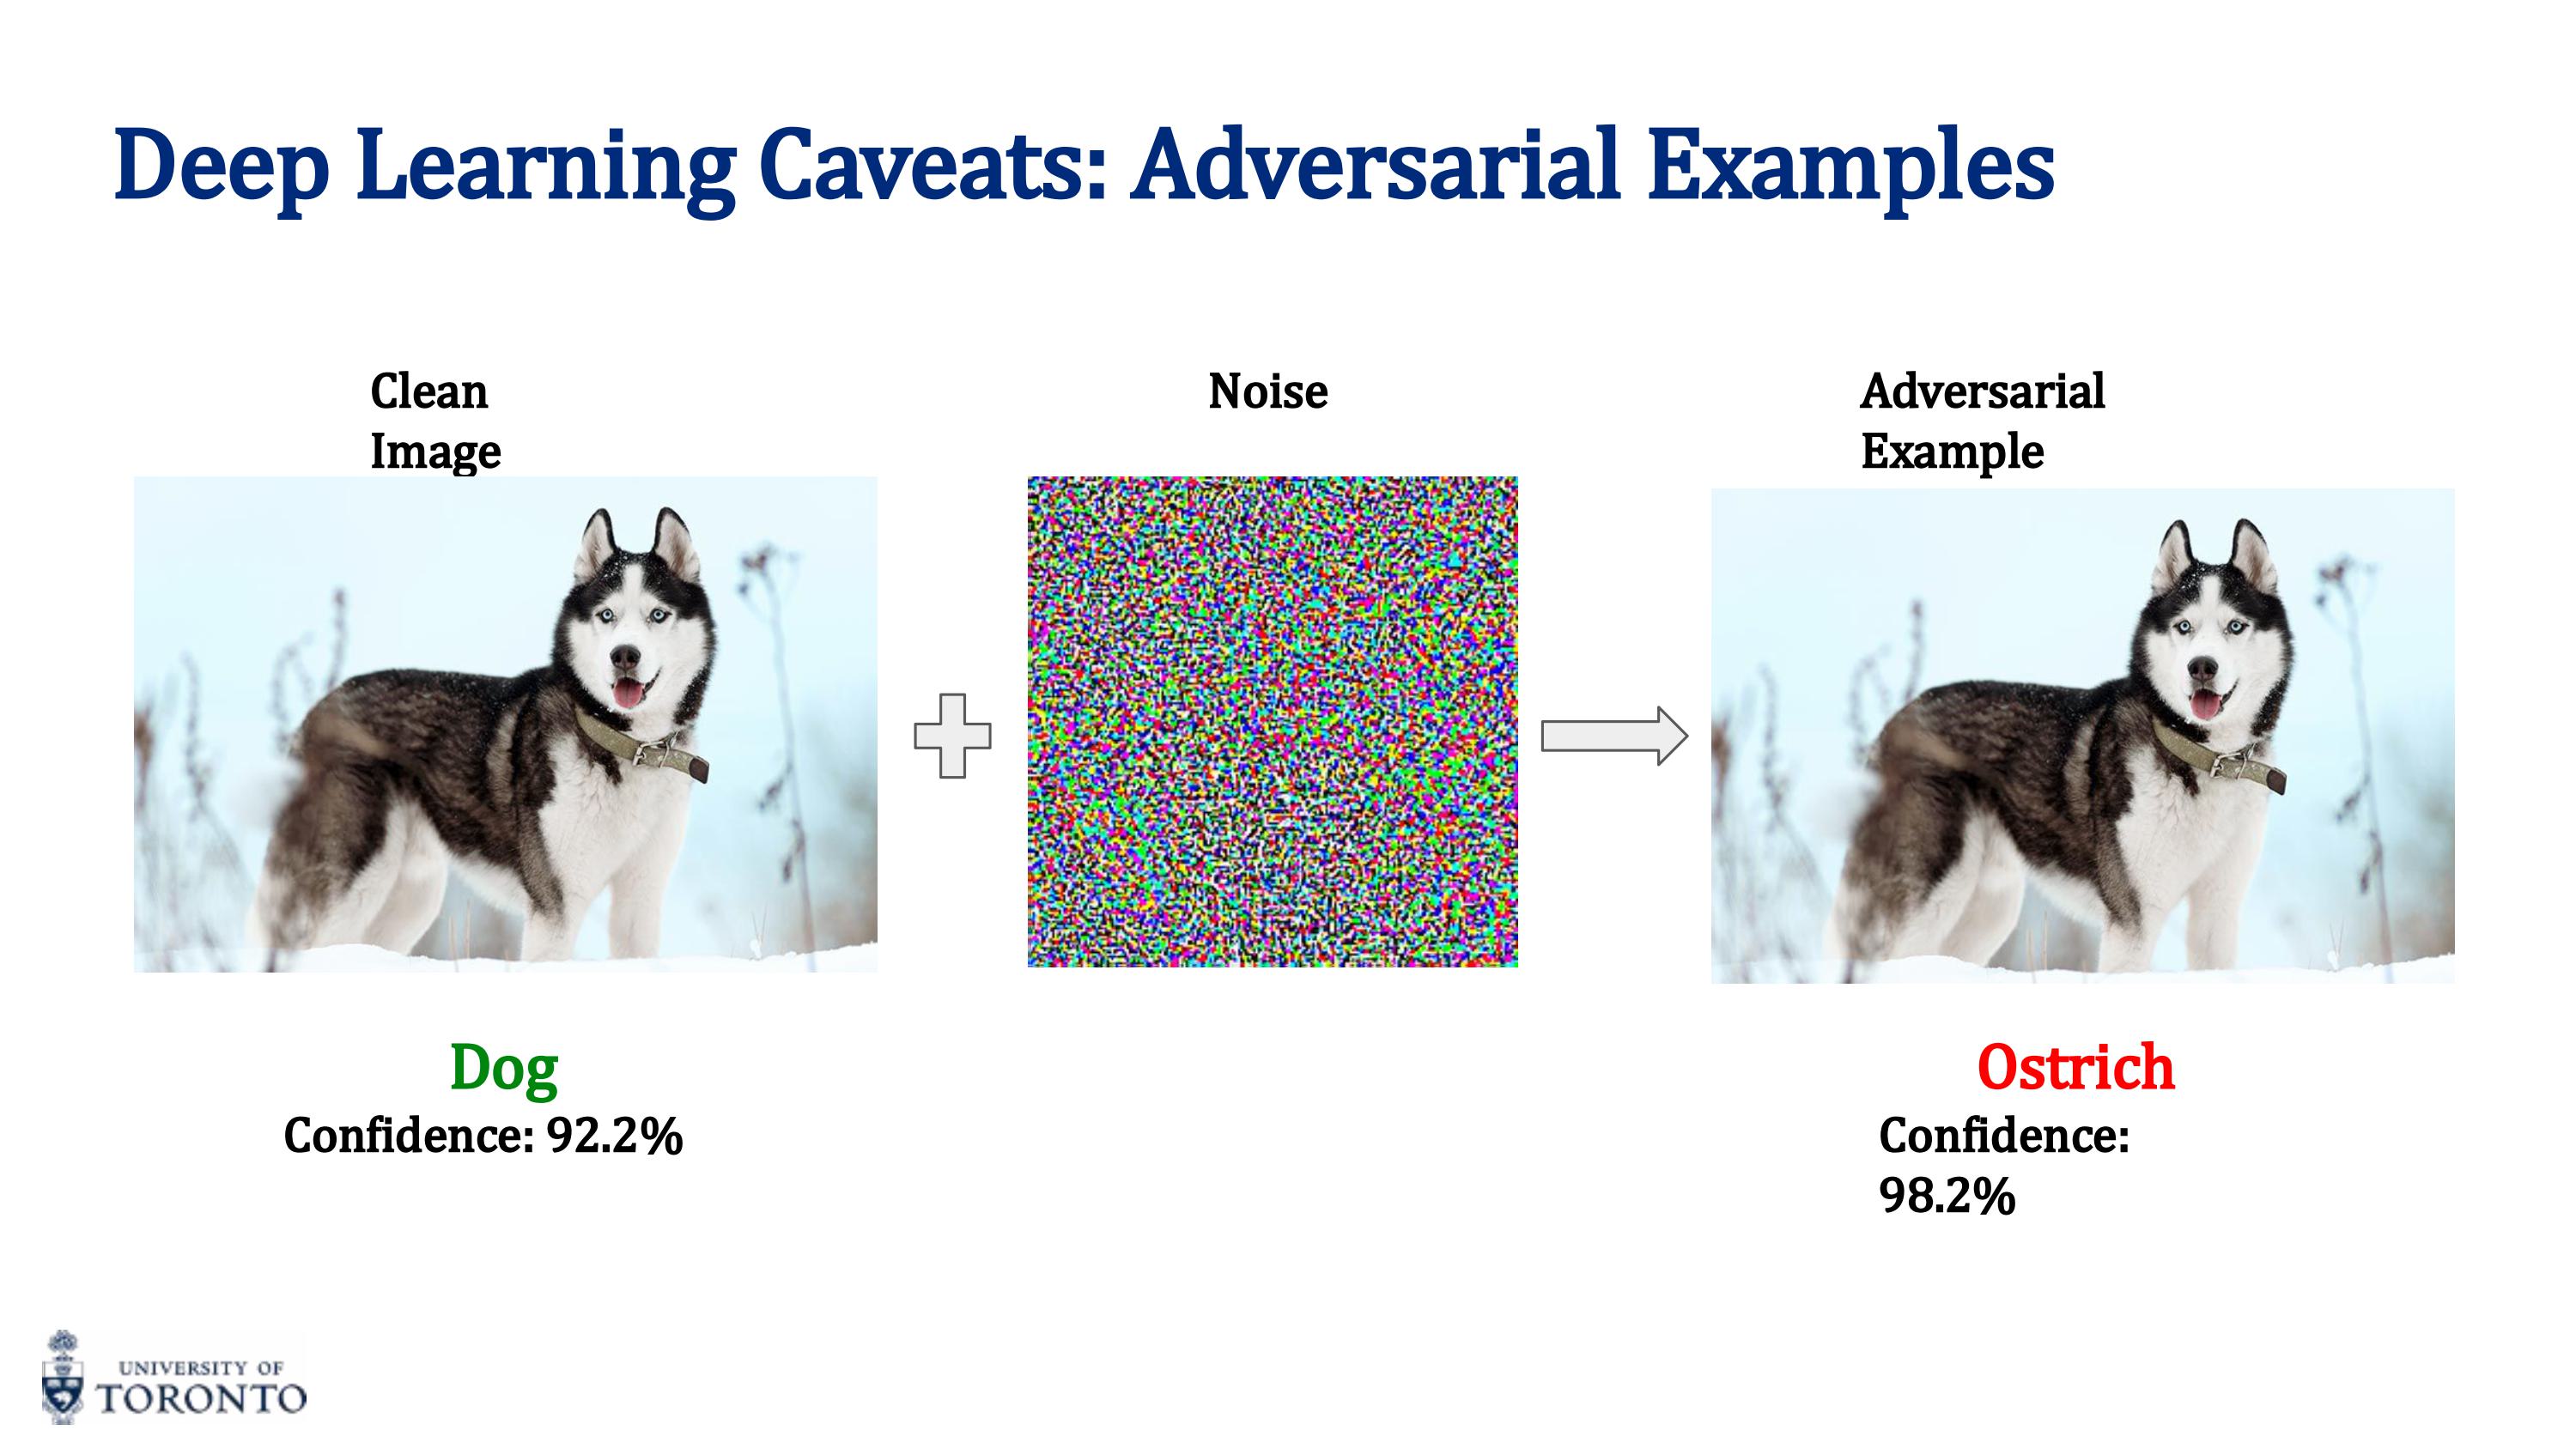 Deep Learning Caveats: Adversarial Examples
Clean
Image
Noise
Adversarial
Example
Dog
Confidence: 92.2%
Ostrich
Confidence:
98.2%
UNIVERSITY OF
TORONTO